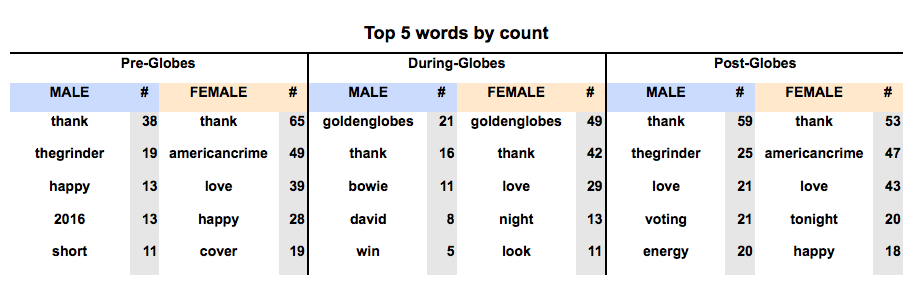 Top 5 words by count
Pre-Globes During-Globes Post-Globes
MALE # FEMALE # MALE # FEMALE # MALE # FEMALE #
thank 38 thank 65 goldenglobes 21 goldenglobes 49 thank 59 thank 53
thegrinder 19 americancrime 49 thank 16 thank 42 thegrinder 25 americancrime 47
happy 13 love 39 bowie 11 love 29 love 21 love 43
2016 13 happy 28 david 8 night 13 voting 21 tonight 20
short 11 cover 19 win 5 look 11 energy 20 happy 18